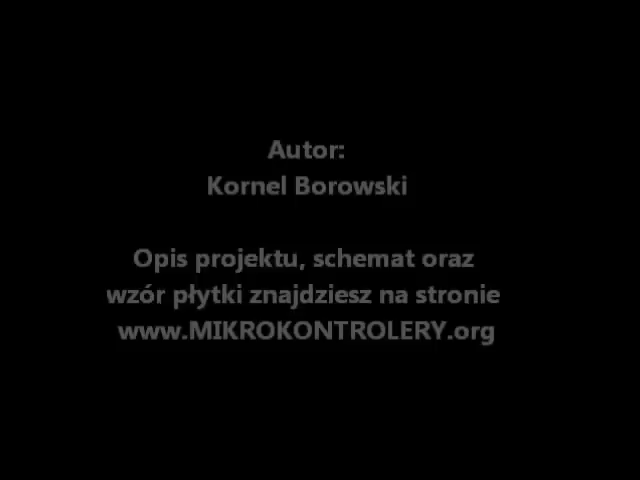 Autor:
Kornel Borowski
Opis projektu, schemat oraz
wzór płytki znajdziesz na stronie
www.MIKROKONTROLERY.org